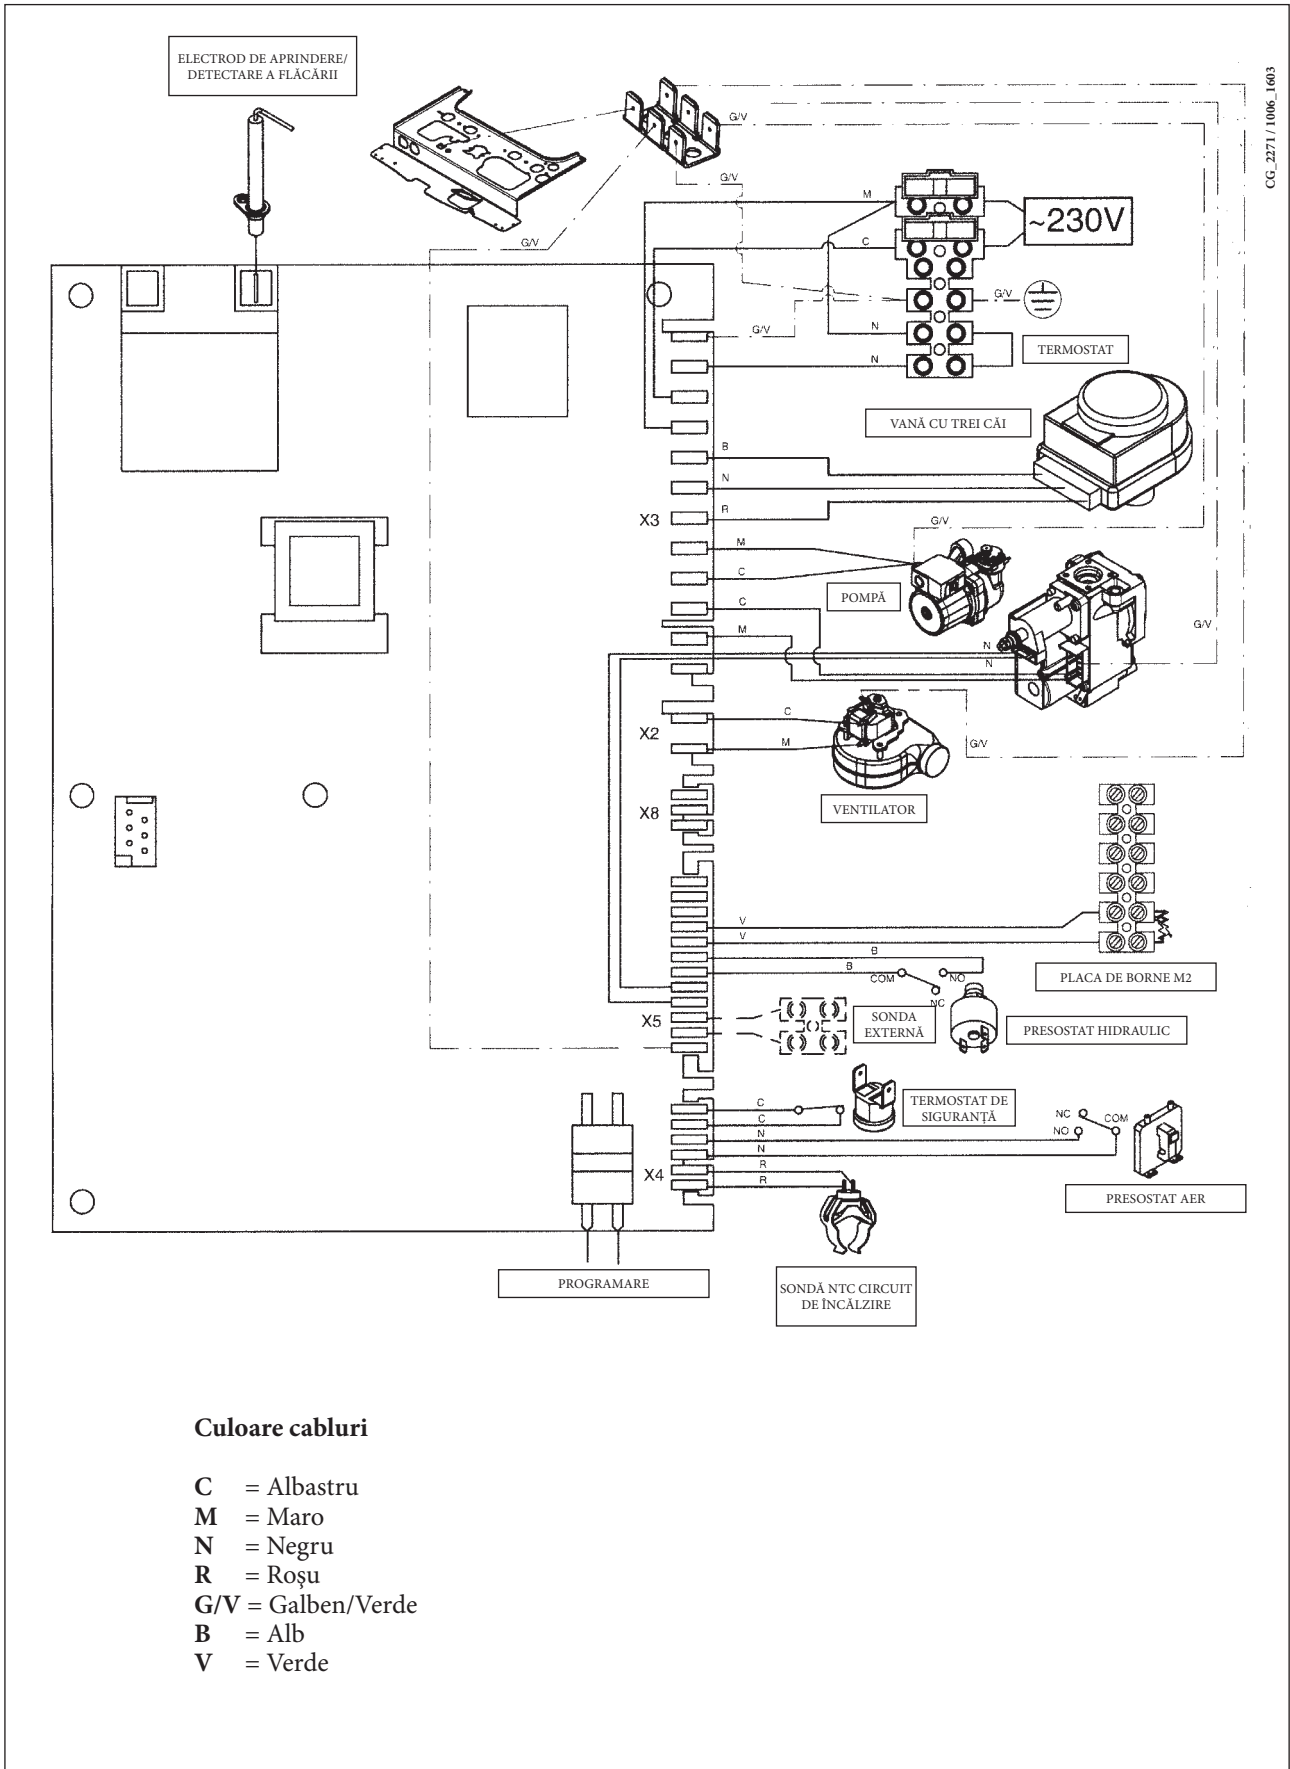 ELECTROD DE APRINDERE/
DETECTARE A FLĂCĂRII
CG_2271 / 1006_1603
G/V
G/V
G/V
M
~230V
C
G/V
G/V
N
TERMOSTAT
N
VANĂ CU TREI CĂI
B
N
R
X3
G/V
M
C
POMPĂ
C
M
G/V
N
N
C
X2
M
G/V
VENTILATOR
X8
V
V
B
B
COM
NO
NC
PLACA DE BORNE M2
X5
SONDA
EXTERNĂ
PRESOSTAT HIDRAULIC
C
C
TERMOSTAT DE
SIGURANȚĂ
NC
COM
NO
N
N
R
X4
R
PRESOSTAT AER
PROGRAMARE
SONDĂ NTC CIRCUIT
DE ÎNCĂLZIRE
Culoare cabluri
C = Albastru
M = Maro
N = Negru
R = Roşu
G/V = Galben/Verde
B = Alb
V = Verde